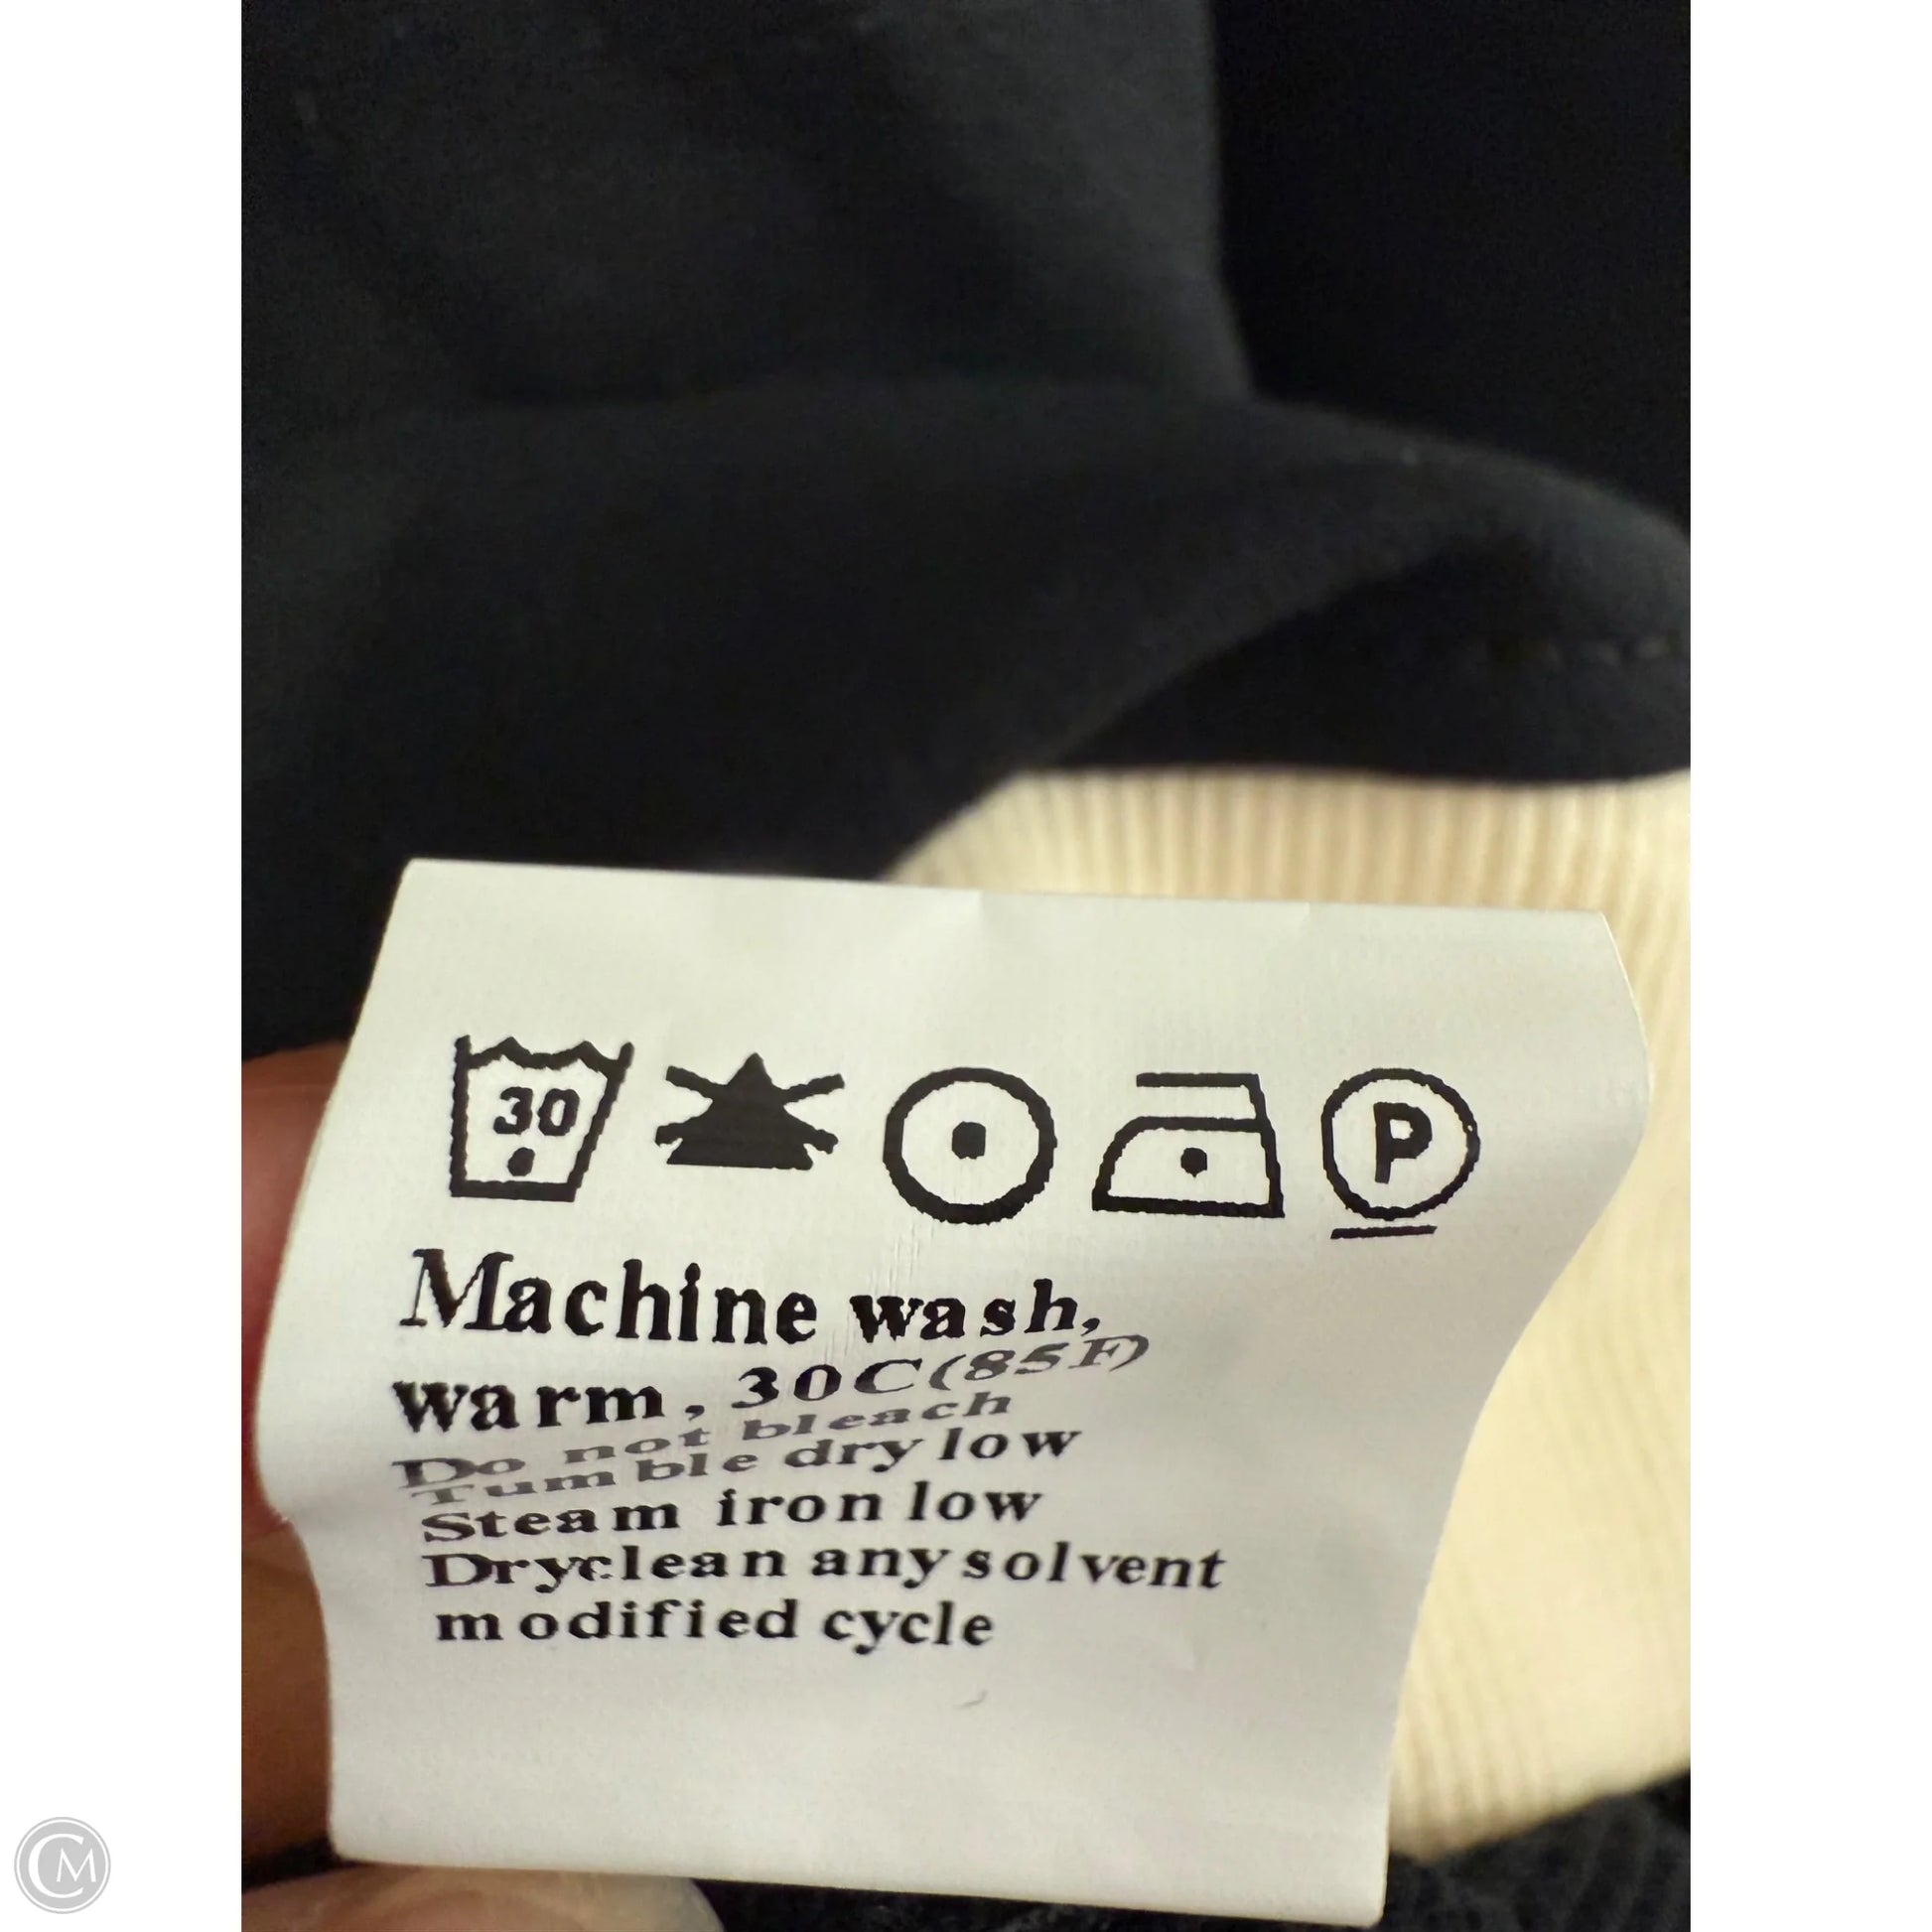 30
P
Machine wash,
warm, 30C(85F)
Do not bleach
Tumble dry low
Steam iron low
Dryclean any solvent
modified cycle
CM